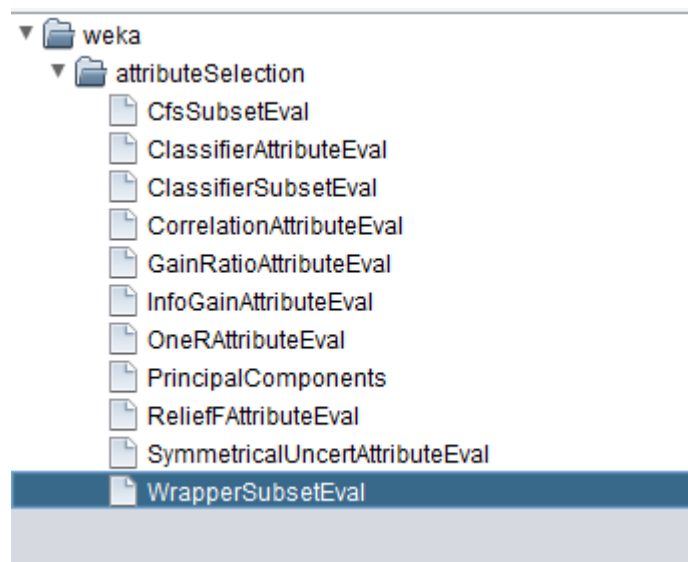 weka
attributeSelection
CfsSubsetEval
ClassifierAttributeEval
ClassifierSubsetEval
CorrelationAttributeEval
GainRatioAttributeEval
InfoGainAttributeEval
OneRAttributeEval
PrincipalComponents
ReliefFAttributeEval
SymmetricalUncertAttributeEval
WrapperSubsetEval